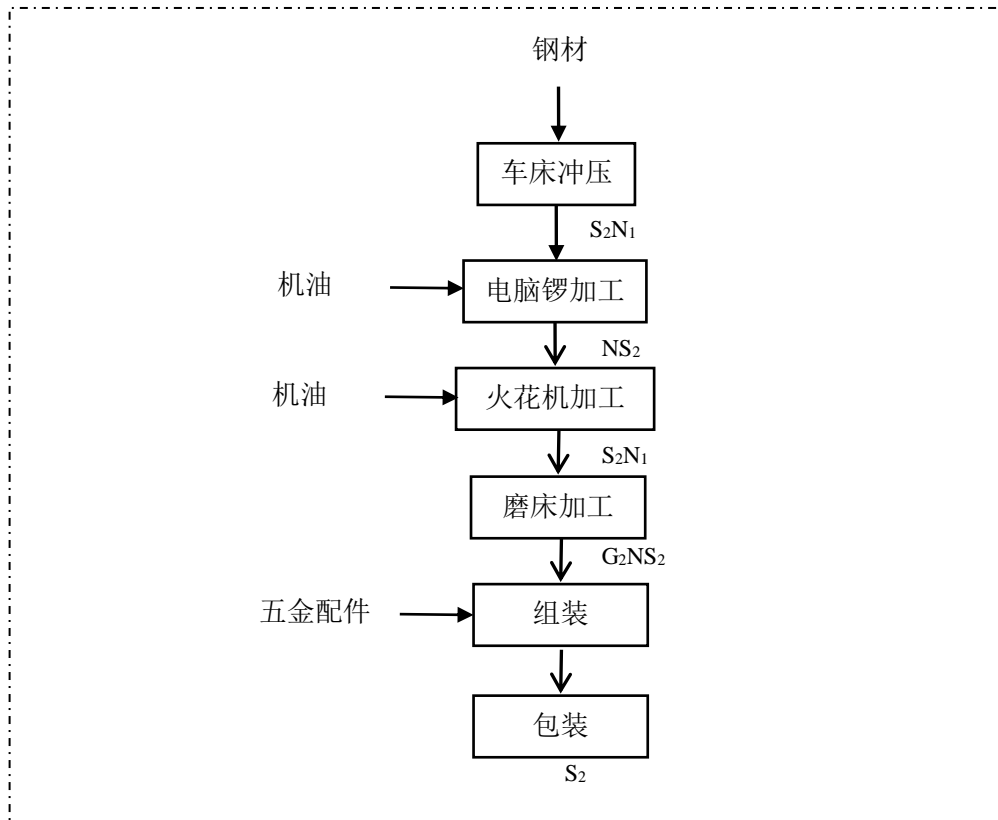 钢材
车床冲压
S₂N₁
机油
电脑锣加工
NS₂
机油
火花机加工
S₂N₁
磨床加工
G₂NS₂
五金配件
组装
包装
S₂